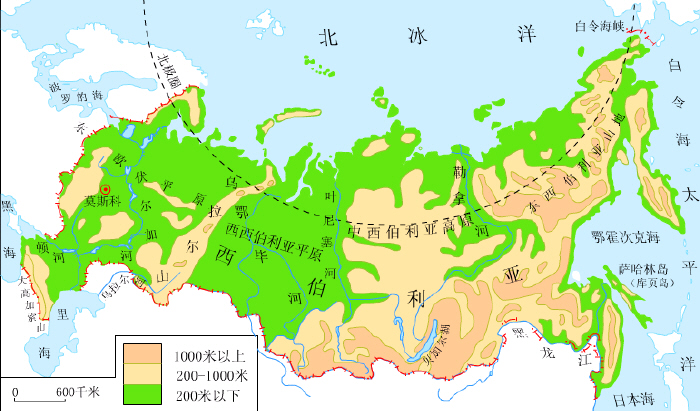 北冰洋
白令海峡
白令海
太平洋
北极圈
波罗的海
东欧平原
莫斯科
伏尔加河
乌拉尔山
乌拉尔河
顿河
黑海
大高加索山
里海
鄂毕河
西西伯利亚平原
叶尼塞河
中西伯利亚高原
勒拿河
东西伯利亚山地
西伯利亚
贝加尔湖
鄂霍次克海
萨哈林岛
(库页岛)
黑龙江
日本海
1000米以上
200-1000米
200米以下
0 600千米